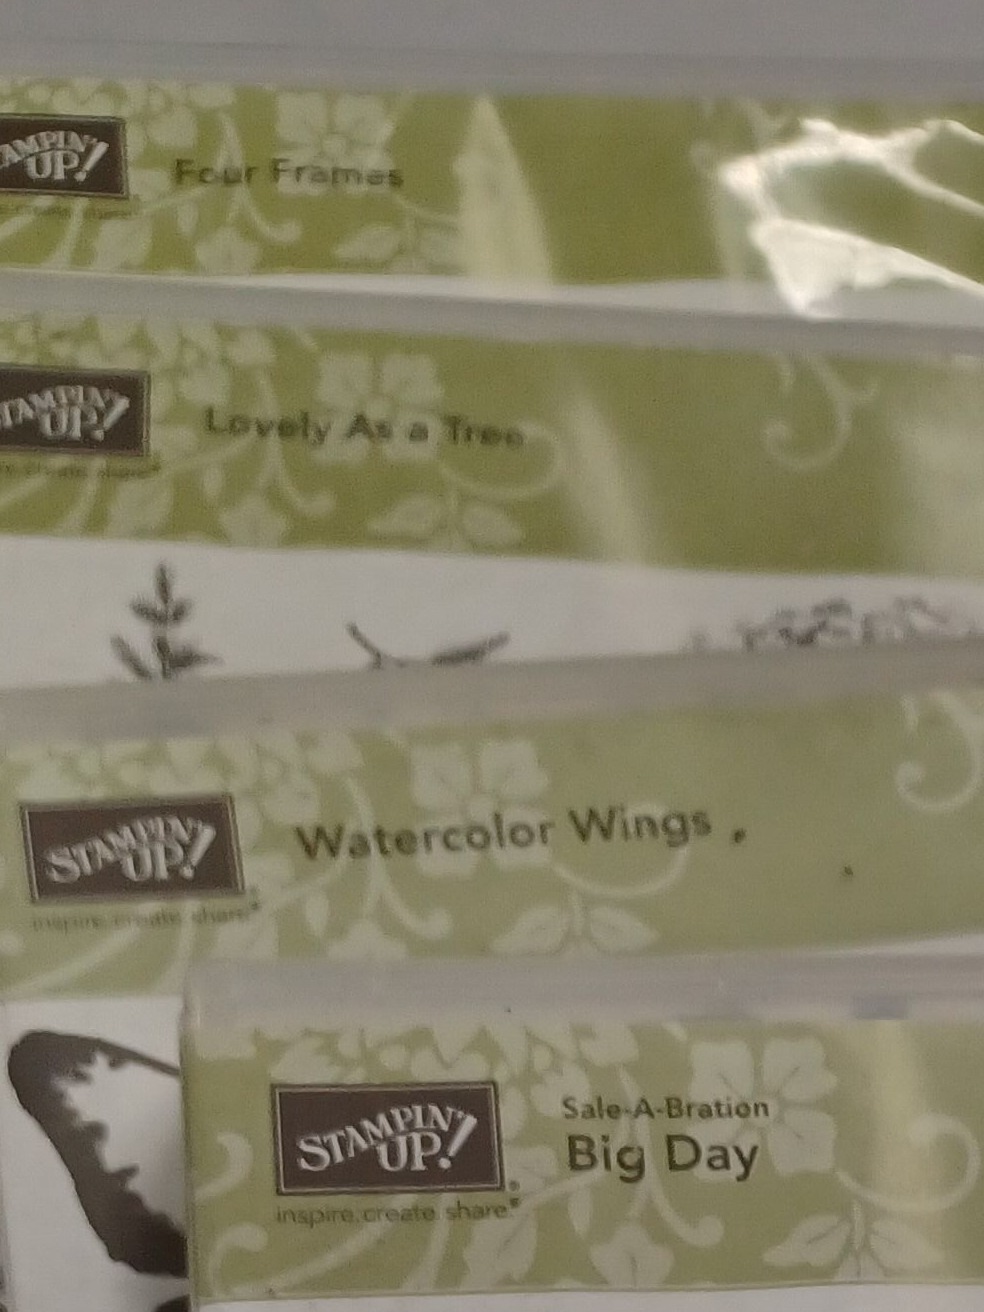 STAMPIN' UP!
Four Frames
STAMPIN' UP!
Lovely As a Tree
STAMPIN' UP!
Watercolor Wings
inspire. create. share.
STAMPIN' UP!
Sale-A-Bration
Big Day
inspire. create. share.